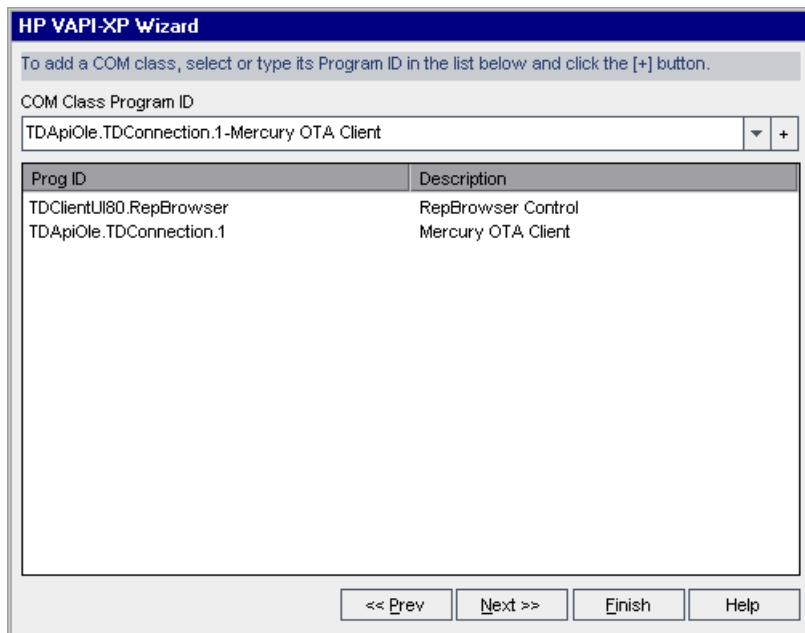 HP VAPI-XP Wizard
To add a COM class, select or type its Program ID in the list below and click the [+] button.
COM Class Program ID
TDApiOle.TDConnection.1-Mercury OTA Client +
Prog ID Description
TDClientUI80.RepBrowser RepBrowser Control
TDApiOle.TDConnection.1 Mercury OTA Client
<< Prev Next >> Finish Help